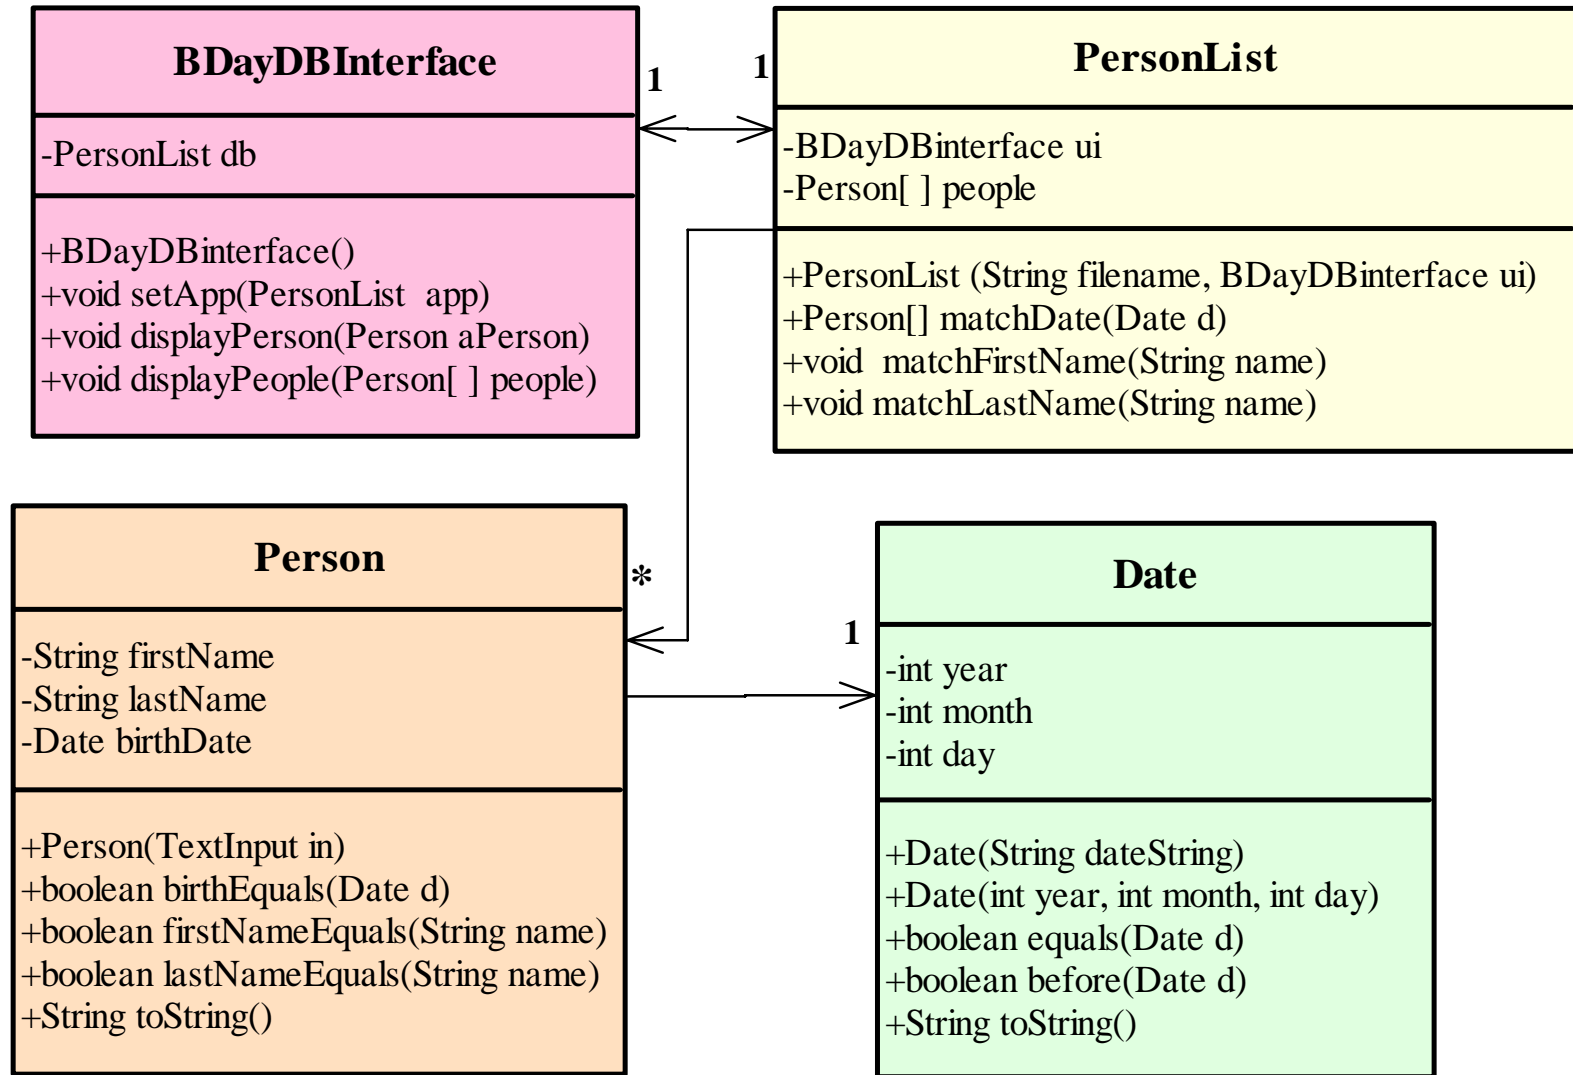 BDayDBInterface
-PersonList db
+BDayDBinterface()
+void setApp(PersonList  app)
+void displayPerson(Person aPerson)
+void displayPeople(Person[ ] people)
1
1
PersonList
-BDayDBinterface ui
-Person[ ] people
+PersonList (String filename, BDayDBinterface ui)
+Person[] matchDate(Date d)
+void  matchFirstName(String name)
+void matchLastName(String name)
Person
*
-String firstName
-String lastName
-Date birthDate
+Person(TextInput in)
+boolean birthEquals(Date d)
+boolean firstNameEquals(String name)
+boolean lastNameEquals(String name)
+String toString()
1
Date
-int year
-int month
-int day
+Date(String dateString)
+Date(int year, int month, int day)
+boolean equals(Date d)
+boolean before(Date d)
+String toString()